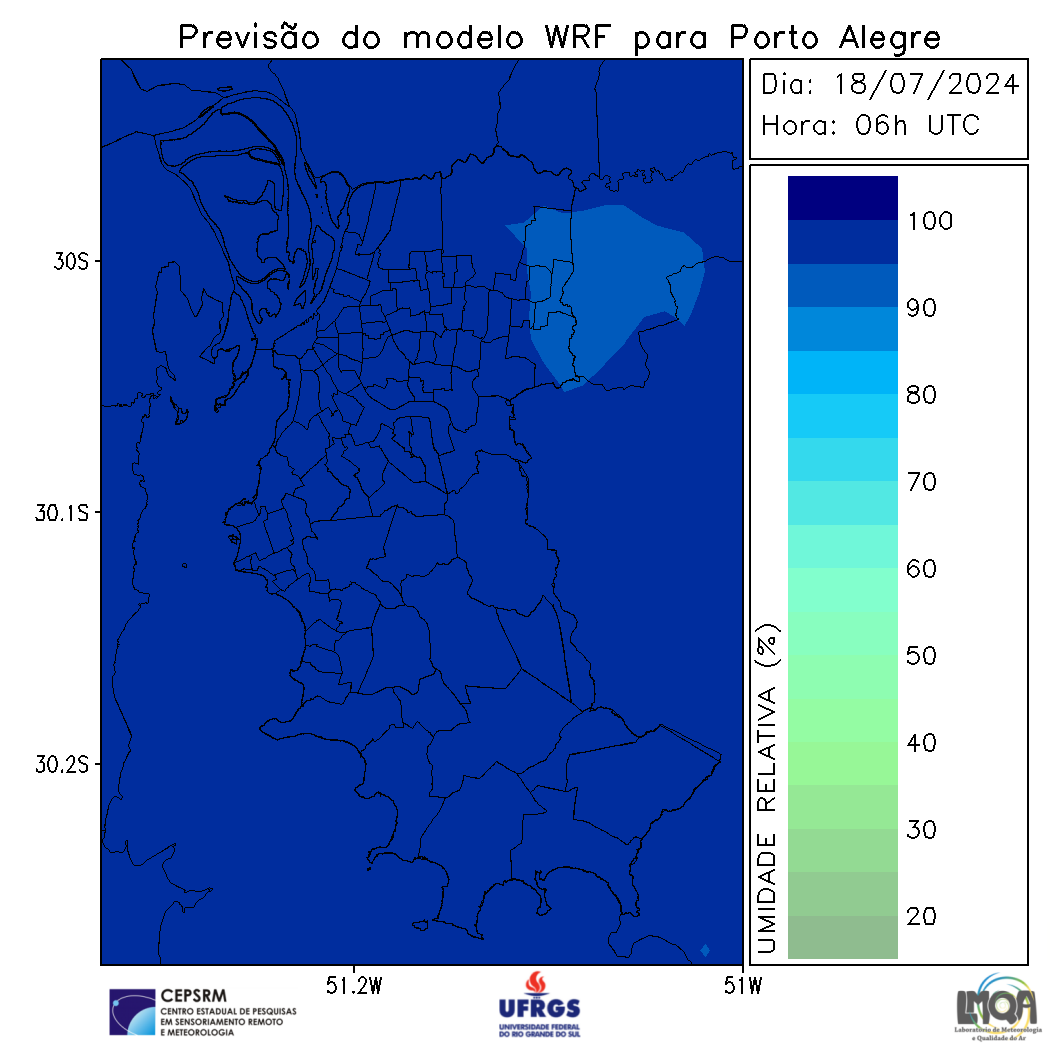 Previsão do modelo WRF para Porto Alegre
Dia: 18/07/2024
Hora: 06h UTC
30S
30.1S
30.2S
51.2W
51W
100
90
80
70
60
50
40
30
20
UMIDADE RELATIVA (%)
CEPSRM
CENTRO ESTADUAL DE PESQUISAS
EM SENSORIAMENTO REMOTO
E METEOROLOGIA
UFRGS
UNIVERSIDADE FEDERAL
DO RIO GRANDE DO SUL
LMQA
Laboratório de Meteorologia
e Qualidade do Ar